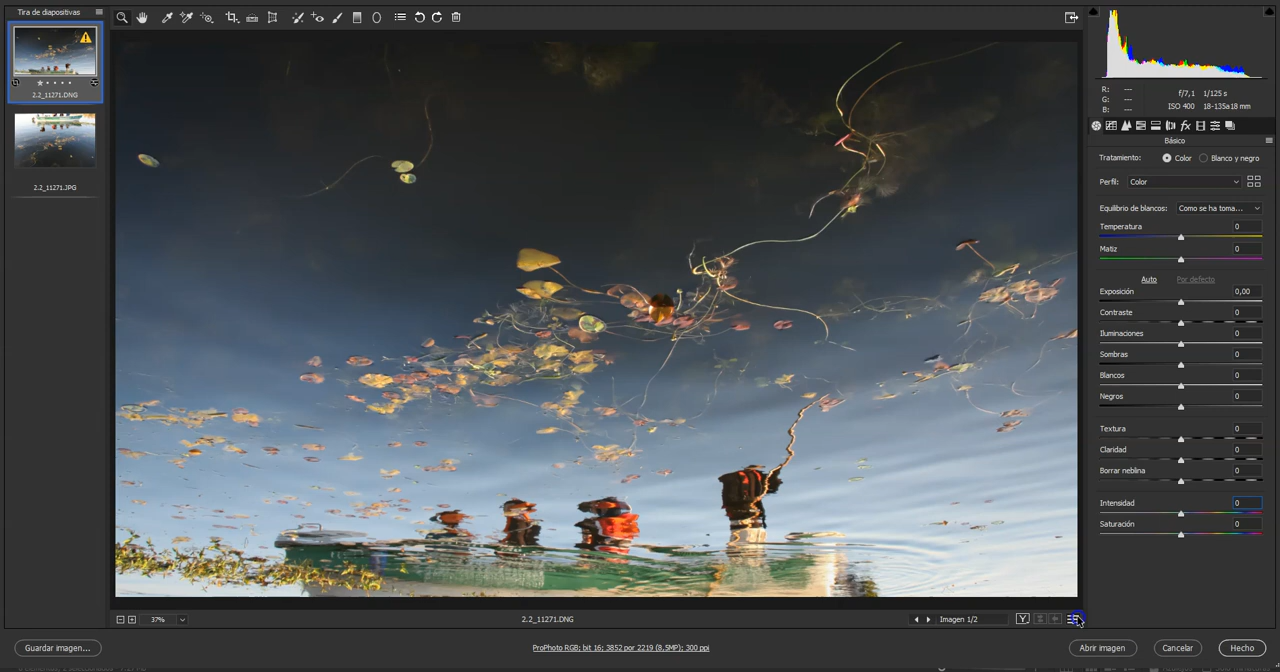 Tira de diapositivas
2.2_11271.DNG
2.2_11271.JPG
37%
2.2_11271.DNG
Imagen 1/2
Y
Guardar imagen...
ProPhoto RGB; bit 16; 3852 por 2219 (8.5MP); 300 ppi
Abrir imagen
Cancelar
Hecho
R: ---
G: ---
B: ---
f/7,1 1/125 s
ISO 400 18-135a18 mm
fx
Básico
Tratamiento: Color Blanco y negro
Perfil: Color
Equilibrio de blancos: Como se ha toma...
Temperatura 0
Matiz 0
Auto Por defecto
Exposición 0,00
Contraste 0
Iluminaciones 0
Sombras 0
Blancos 0
Negros 0
Textura 0
Claridad 0
Borrar neblina 0
Intensidad 0
Saturación 0